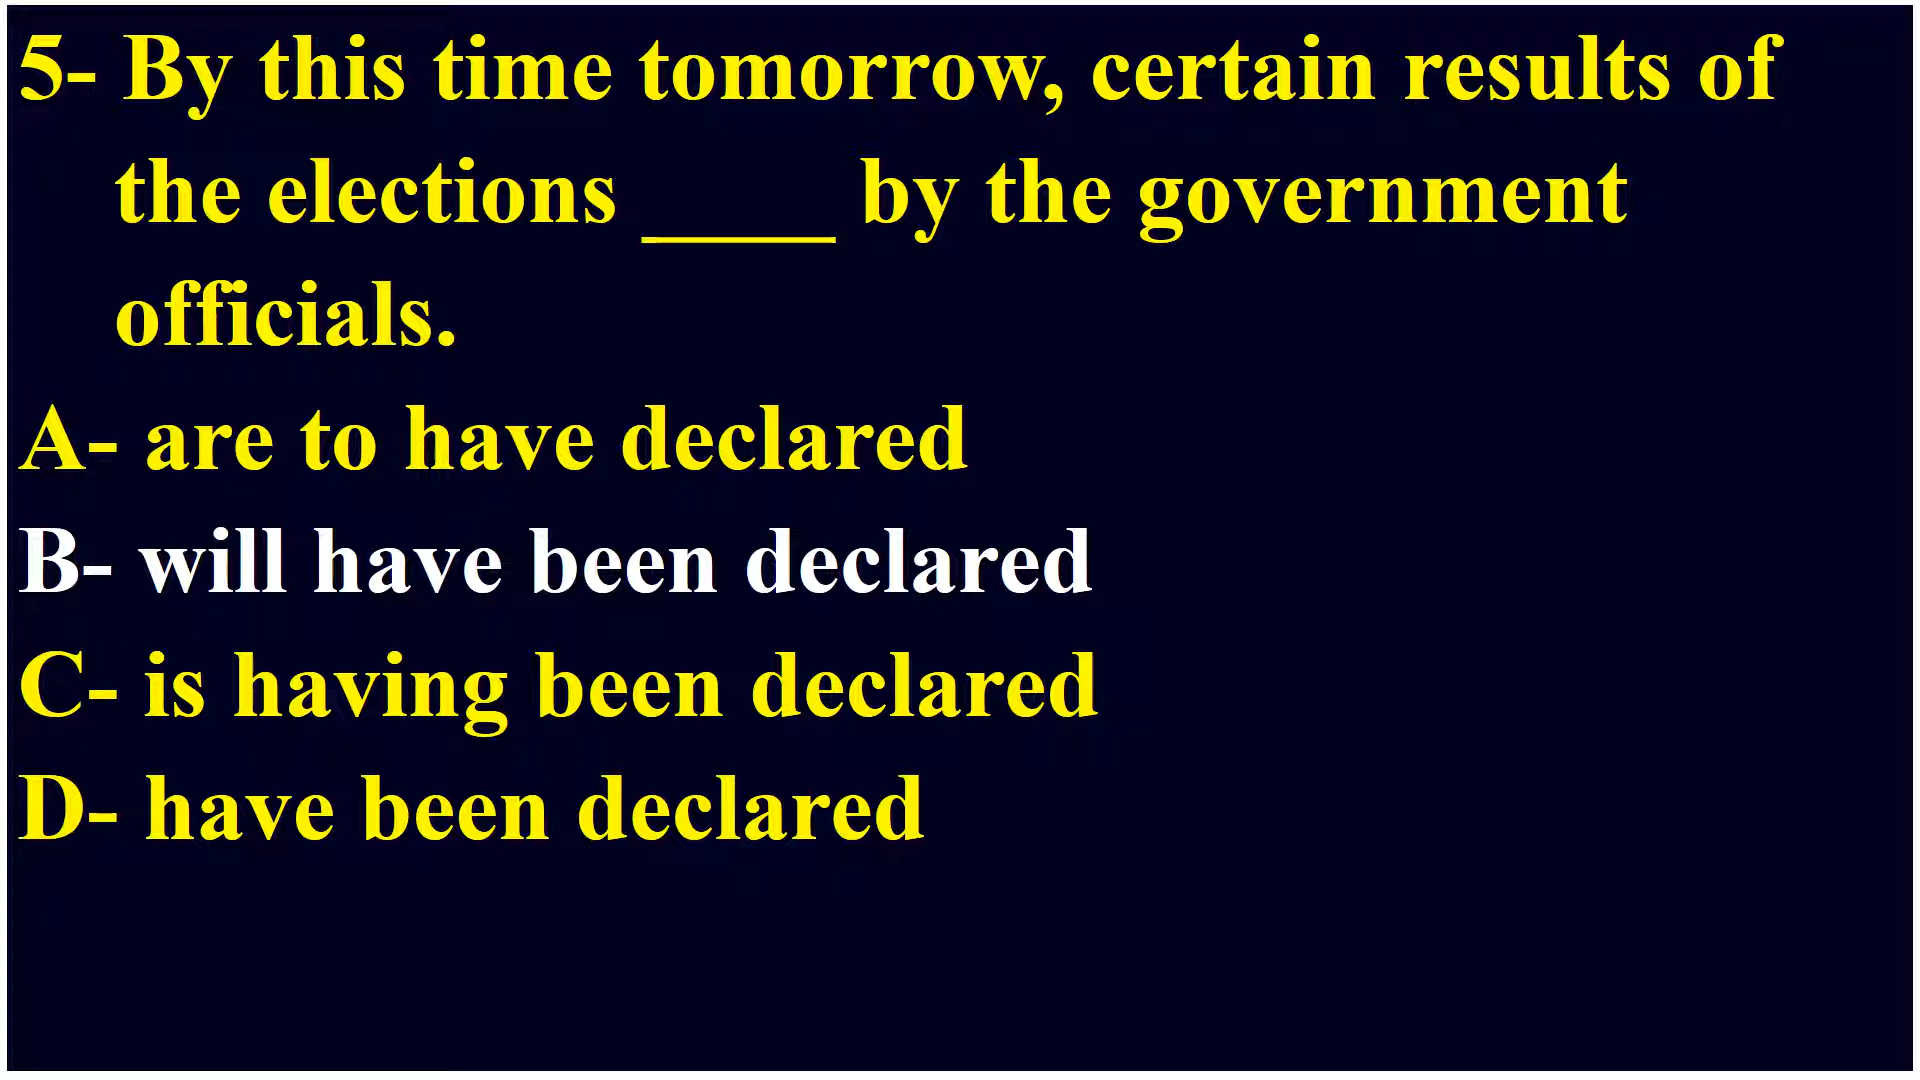 5- By this time tomorrow, certain results of
the elections ____ by the government
officials.
A- are to have declared
B- will have been declared
C- is having been declared
D- have been declared